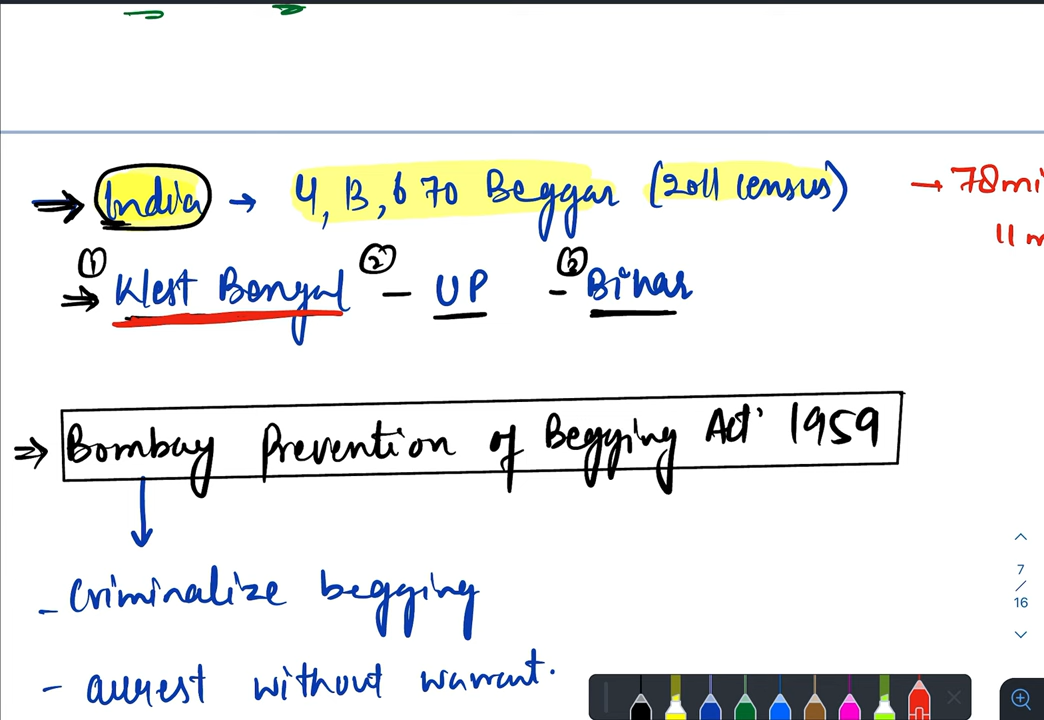 ⇒ India → 4,13,670 Beggar (2011 census) → 78mi
11 m
① ② ③
⇒ West Bengal - UP - Bihar
⇒ Bombay Prevention of Begging Act' 1959
- criminalize begging
- arrest without warrant.
7
/
16